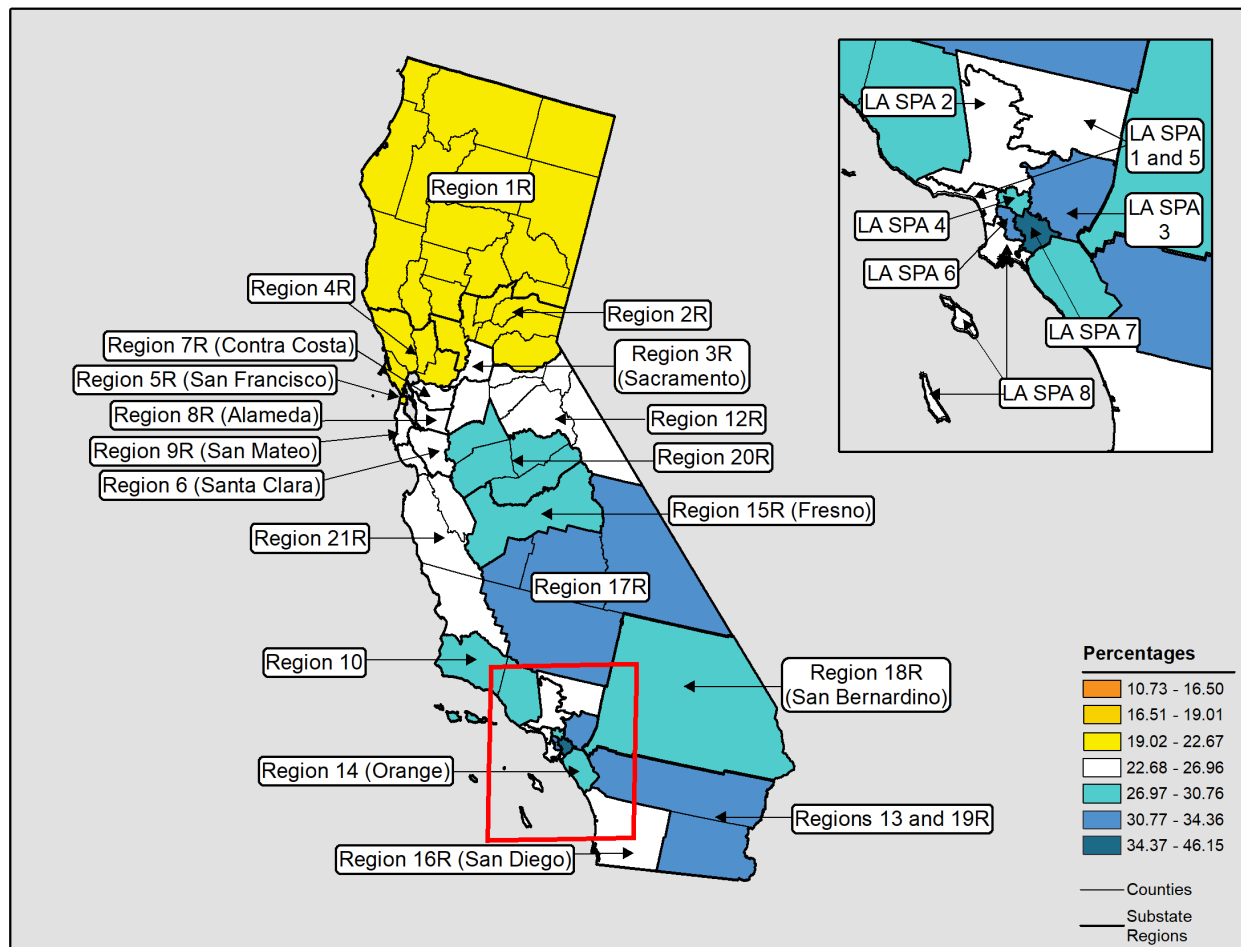 Region 1R
Region 4R
Region 2R
Region 7R (Contra Costa)
Region 3R
(Sacramento)
Region 5R (San Francisco)
Region 8R (Alameda)
Region 12R
Region 9R (San Mateo)
Region 20R
Region 6 (Santa Clara)
Region 15R (Fresno)
Region 21R
Region 17R
Region 10
Region 18R
(San Bernardino)
Region 14 (Orange)
Regions 13 and 19R
Region 16R (San Diego)
LA SPA 2
LA SPA
1 and 5
LA SPA 4
LA SPA
3
LA SPA 6
LA SPA 7
LA SPA 8
Percentages
10.73 - 16.50
16.51 - 19.01
19.02 - 22.67
22.68 - 26.96
26.97 - 30.76
30.77 - 34.36
34.37 - 46.15
Counties
Substate
Regions